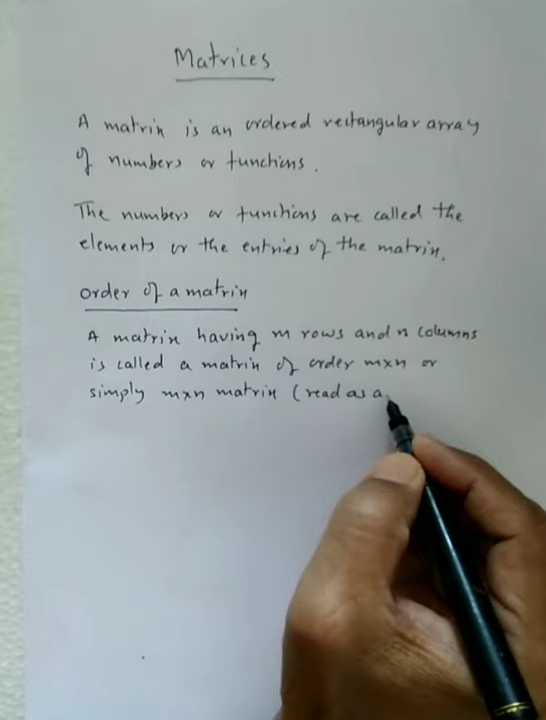 Matrices
A matrix is an ordered rectangular array
of numbers or functions.
The numbers or functions are called the
elements or the entries of the matrix.
Order of a matrix
A matrix having m rows and n columns
is called a matrix of order m×n or
simply m×n matrix (read as a